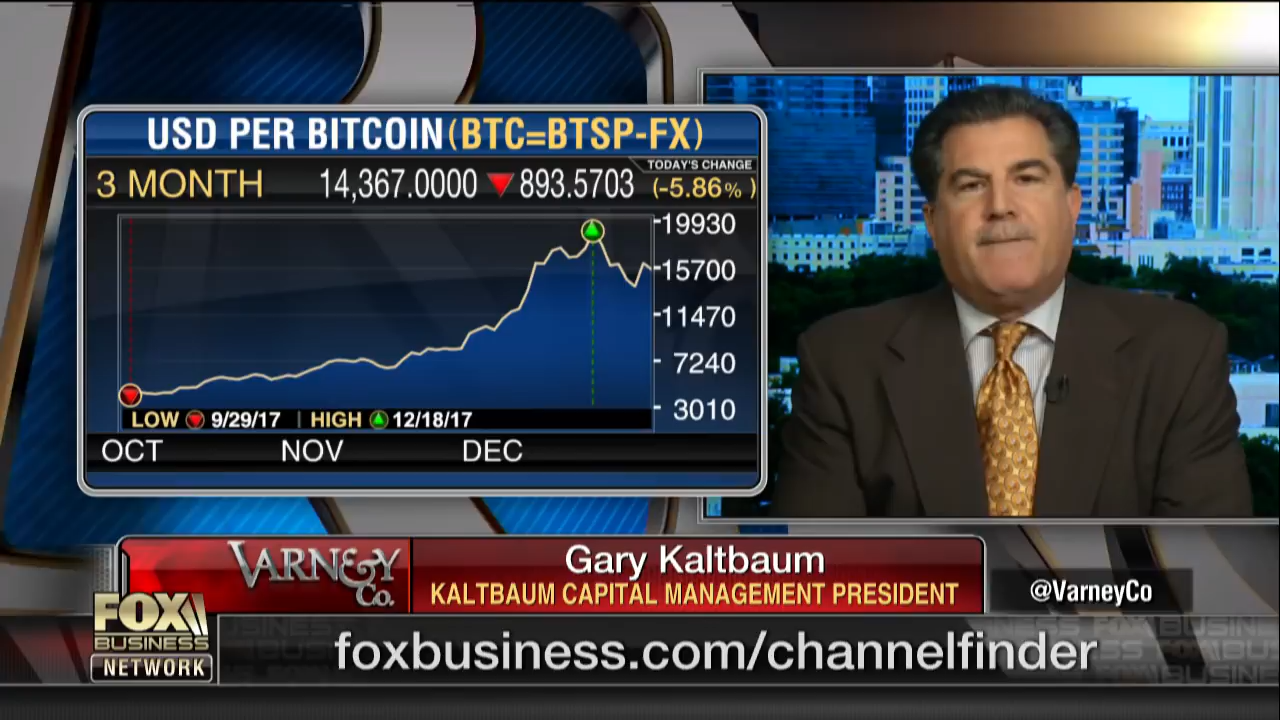 USD PER BITCOIN (BTC=BTSP-FX)
TODAY'S CHANGE
3 MONTH 14,367.0000 ▼ 893.5703 (-5.86%)
19930
15700
11470
7240
3010
LOW 9/29/17 | HIGH 12/18/17
OCT NOV DEC
VARNEY & Co.
Gary Kaltbaum
KALTBAUM CAPITAL MANAGEMENT PRESIDENT
@VarneyCo
FOX
BUSINESS
NETWORK
foxbusiness.com/channelfinder